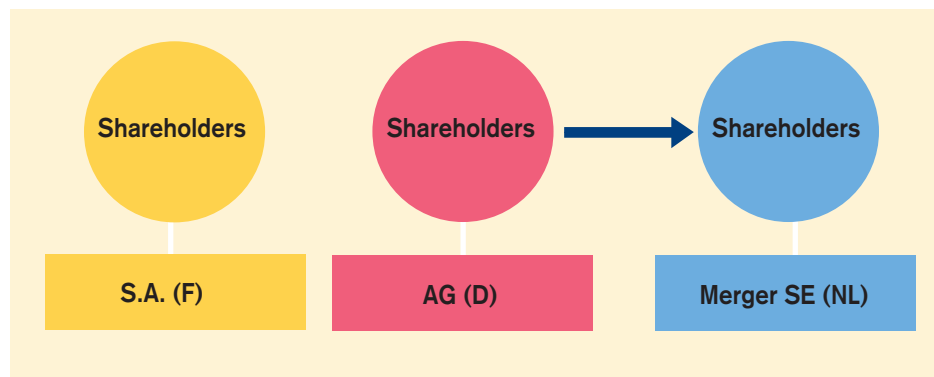 Shareholders
Shareholders
Shareholders
S.A. (F)
AG (D)
Merger SE (NL)